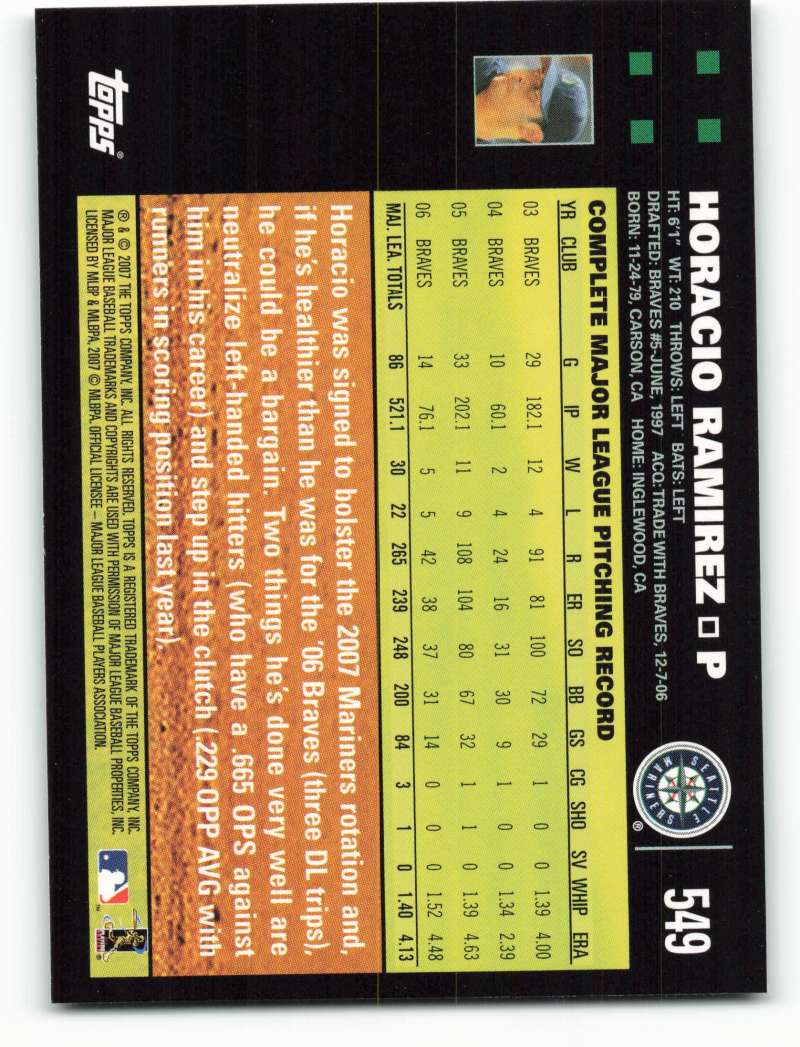 HORACIO RAMIREZ □ P
549
HT: 6'1" WT: 210 THROWS: LEFT BATS: LEFT
DRAFTED: BRAVES #5-JUNE, 1997 ACQ: TRADE WITH BRAVES, 12-7-06
BORN: 11-24-79, CARSON, CA HOME: INGLEWOOD, CA
SEATTLE MARINERS ®
COMPLETE MAJOR LEAGUE PITCHING RECORD
YR CLUB G IP W L R ER SO BB GS CG SHO SV WHIP ERA
03 BRAVES 29 182.1 12 4 91 81 100 72 29 1 0 0 1.39 4.00
04 BRAVES 10 60.1 2 4 24 16 31 30 9 1 0 0 1.34 2.39
05 BRAVES 33 202.1 11 9 108 104 80 67 32 1 1 0 1.39 4.63
06 BRAVES 14 76.1 5 5 42 38 37 31 14 0 0 0 1.52 4.48
MAJ. LEA. TOTALS 86 521.1 30 22 265 239 248 200 84 3 1 0 1.40 4.13
Horacio was signed to bolster the 2007 Mariners rotation and,
if he's healthier than he was for the '06 Braves (three DL trips),
he could be a bargain. Two things he's done very well are
neutralize left-handed hitters (who have a .665 OPS against
him in his career) and step up in the clutch (.229 OPP AVG with
runners in scoring position last year).
® & © 2007 THE TOPPS COMPANY, INC. ALL RIGHTS RESERVED. TOPPS IS A REGISTERED TRADEMARK OF THE TOPPS COMPANY, INC.
MAJOR LEAGUE BASEBALL TRADEMARKS AND COPYRIGHTS ARE USED WITH PERMISSION OF MAJOR LEAGUE BASEBALL PROPERTIES, INC.
LICENSED BY MLBP & MLBPA, 2007 © MLBPA. OFFICIAL LICENSEE – MAJOR LEAGUE BASEBALL PLAYERS ASSOCIATION.
Topps®